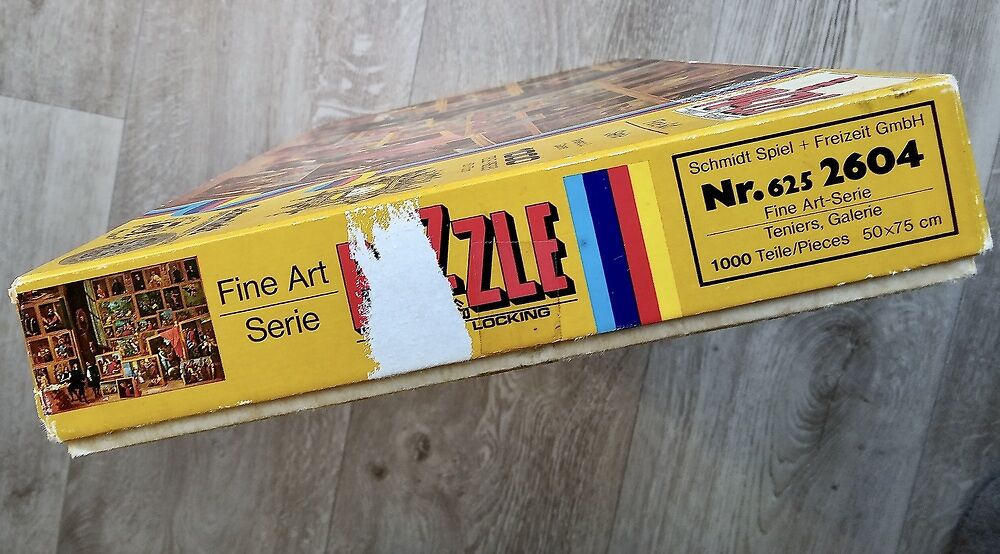 Fine Art
Serie
ZZLE
LOCKING
Schmidt Spiel + Freizeit GmbH
Nr. 625 2604
Fine Art-Serie
Teniers, Galerie
1000 Teile/Pieces 50x75 cm